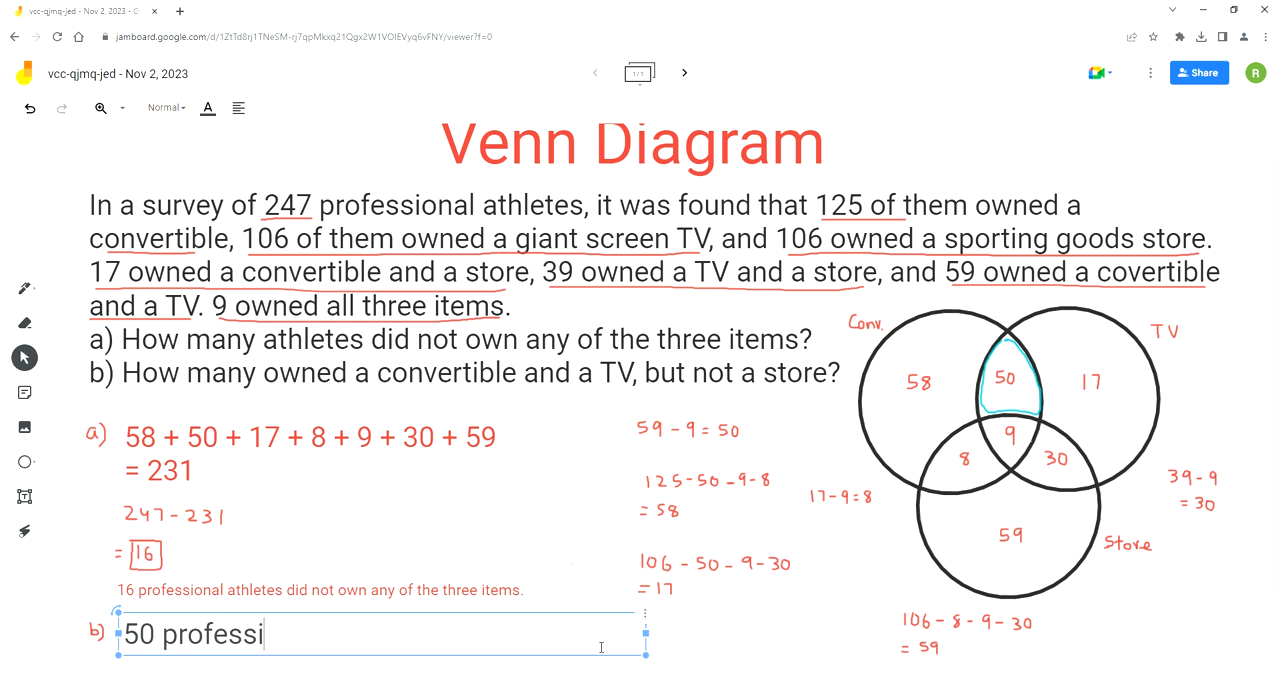 vcc-qjmq-jed - Nov 2, 2023 - G
jamboard.google.com/d/1ZtTd8rj1TNeSM-rj7qpMkxq21Qgx2W1VOIEVyq6vFNY/viewer?f=0
vcc-qjmq-jed - Nov 2, 2023
1 / 1
Share
R
Normal
A
Venn Diagram
In a survey of 247 professional athletes, it was found that 125 of them owned a
convertible, 106 of them owned a giant screen TV, and 106 owned a sporting goods store.
17 owned a convertible and a store, 39 owned a TV and a store, and 59 owned a covertible
and a TV. 9 owned all three items.
a) How many athletes did not own any of the three items?
b) How many owned a convertible and a TV, but not a store?
Conv.
TV
58
50
17
9
8
30
59
Store
a) 58 + 50 + 17 + 8 + 9 + 30 + 59
= 231
247 - 231
= 16
16 professional athletes did not own any of the three items.
b) 50 professi
59 - 9 = 50
125 - 50 - 9 - 8
= 58
106 - 50 - 9 - 30
= 17
17 - 9 = 8
39 - 9
= 30
106 - 8 - 9 - 30
= 59